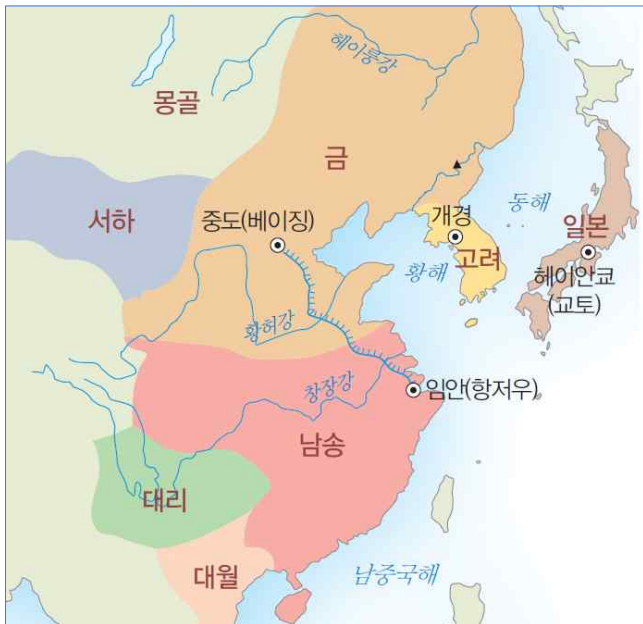 헤이룽강
몽골
금
서하
중도(베이징)
개경
동해
일본
고려
황해
헤이안쿄
(교토)
황허강
창장강
임안(항저우)
남송
대리
대월
남중국해